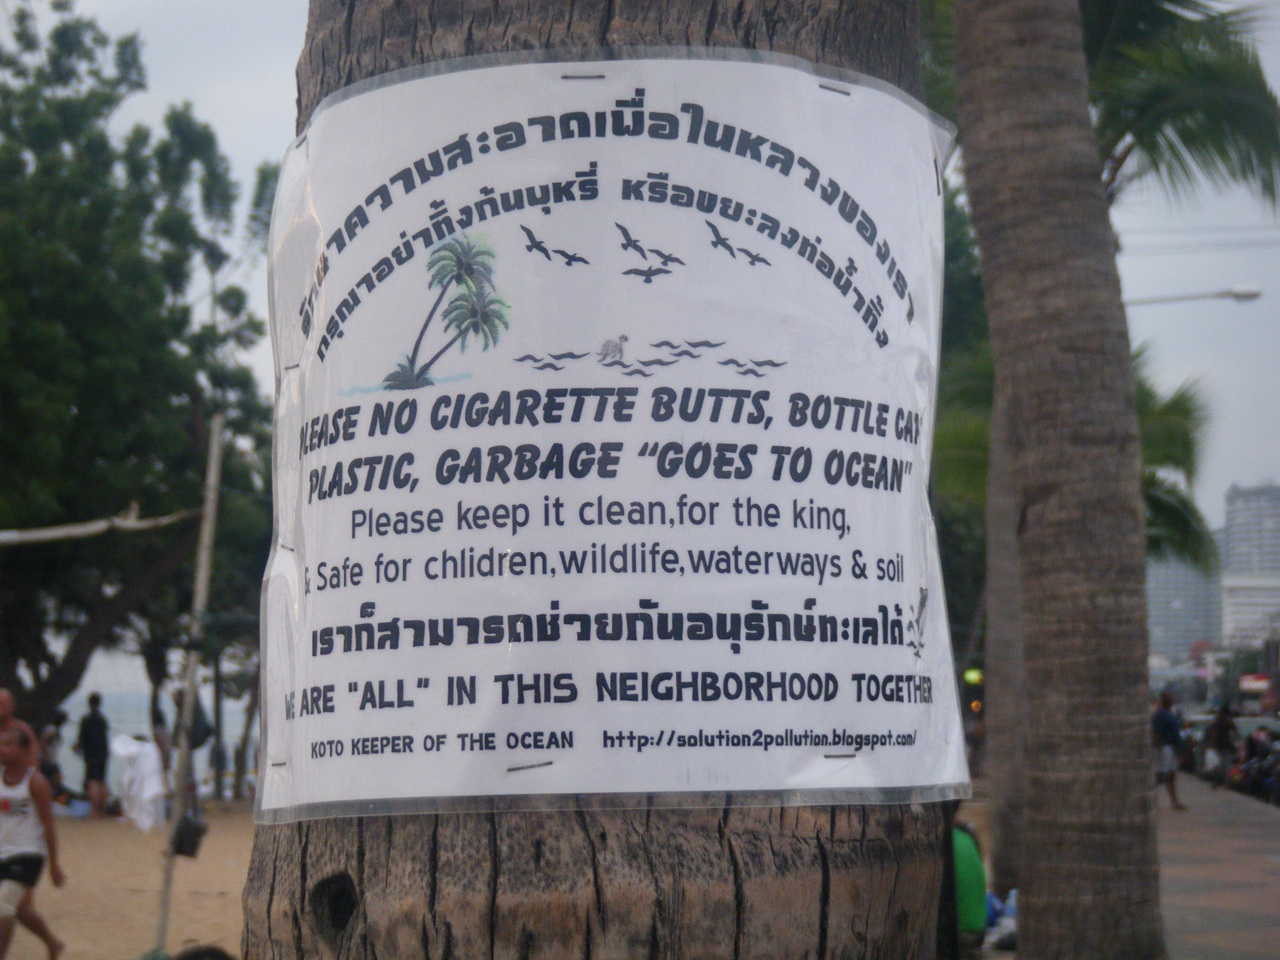 รักษาความสะอาดเพื่อในหลวงของเรา
กรุณาอย่าทิ้งก้นบุหรี่ หรือขยะลงท่อน้ำทิ้ง
PLEASE NO CIGARETTE BUTTS, BOTTLE CAP
PLASTIC, GARBAGE "GOES TO OCEAN"
Please keep it clean,for the king,
& Safe for chlidren,wildlife,waterways & soil
เราก็สามารถช่วยกันอนุรักษ์ทะเลได้
WE ARE "ALL" IN THIS NEIGHBORHOOD TOGETHER
KOTO KEEPER OF THE OCEAN http://solution2pollution.blogspot.com/